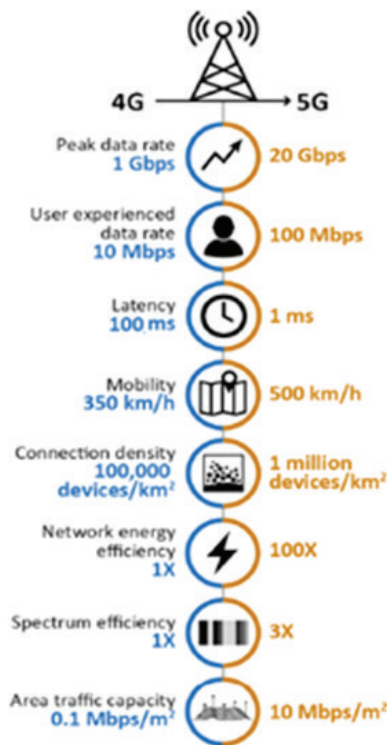 4G 5G
Peak data rate
1 Gbps
20 Gbps
User experienced
data rate
10 Mbps
100 Mbps
Latency
100 ms
1 ms
Mobility
350 km/h
500 km/h
Connection density
100,000
devices/km²
1 million
devices/km²
Network energy
efficiency
1X
100X
Spectrum efficiency
1X
3X
Area traffic capacity
0.1 Mbps/m²
10 Mbps/m²